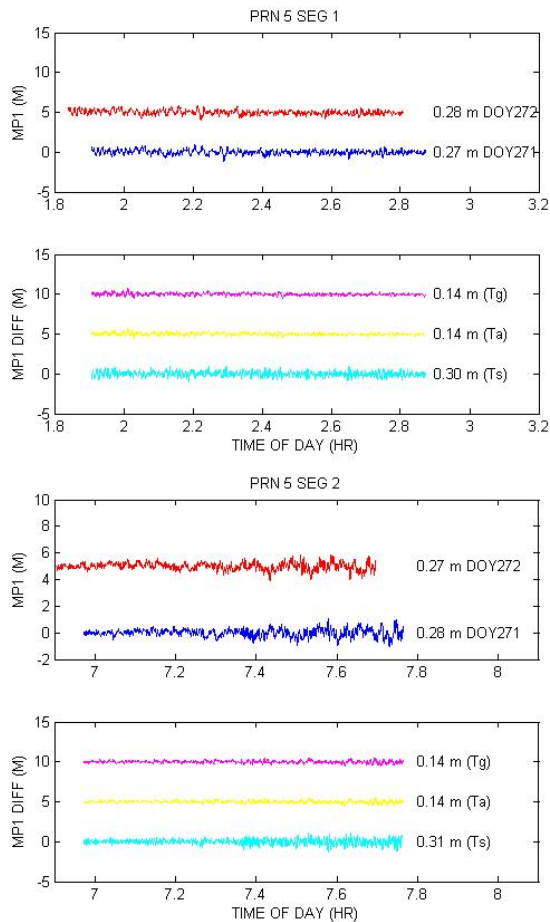 PRN 5 SEG 1
MP1 (M)
15
10
5
0
-5
0.28 m DOY272
0.27 m DOY271
1.8 2 2.2 2.4 2.6 2.8 3 3.2
MP1 DIFF (M)
15
10
5
0
-5
0.14 m (Tg)
0.14 m (Ta)
0.30 m (Ts)
1.8 2 2.2 2.4 2.6 2.8 3 3.2
TIME OF DAY (HR)
PRN 5 SEG 2
MP1 (M)
10
8
6
4
2
0
-2
0.27 m DOY272
0.28 m DOY271
7 7.2 7.4 7.6 7.8 8
MP1 DIFF (M)
15
10
5
0
-5
0.14 m (Tg)
0.14 m (Ta)
0.31 m (Ts)
7 7.2 7.4 7.6 7.8 8
TIME OF DAY (HR)